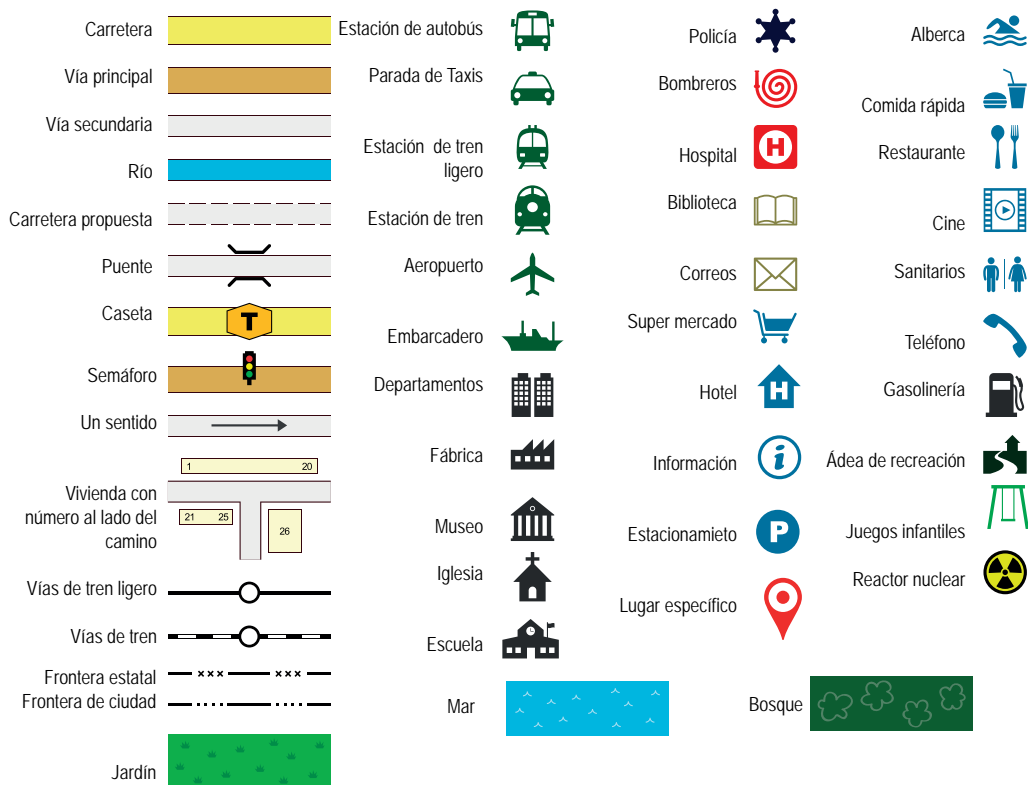 Carretera
Vía principal
Vía secundaria
Río
Carretera propuesta
Puente
Caseta
T
Semáforo
Un sentido
1 20
Vivienda con
número al lado del
camino
21 25
26
Vías de tren ligero
Vías de tren
Frontera estatal
Frontera de ciudad
Jardín
Estación de autobús
Parada de Taxis
Estación de tren
ligero
Estación de tren
Aeropuerto
Embarcadero
Departamentos
Fábrica
Museo
Iglesia
Escuela
Mar
Policía
Bombreros
Hospital
H
Biblioteca
Correos
Super mercado
Hotel
H
Información
i
Estacionamieto
P
Lugar específico
Bosque
Alberca
Comida rápida
Restaurante
Cine
Sanitarios
Teléfono
Gasolinería
Ádea de recreación
Juegos infantiles
Reactor nuclear